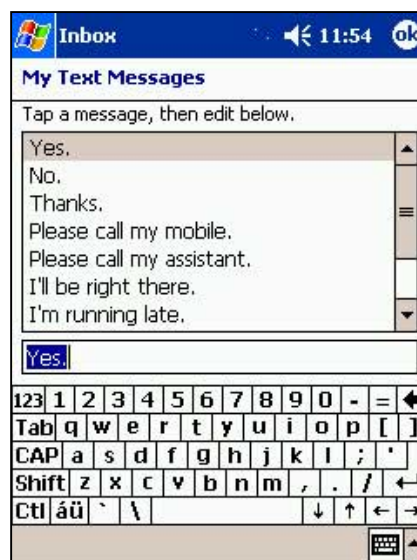 Inbox 11:54 ok
My Text Messages
Tap a message, then edit below.
Yes.
No.
Thanks.
Please call my mobile.
Please call my assistant.
I'll be right there.
I'm running late.
Yes.
123 1 2 3 4 5 6 7 8 9 0 - =
Tab q w e r t y u i o p [ ]
CAP a s d f g h j k l ; '
Shift z x c v b n m , . /
Ctl áü ` \ ↓ ↑ ← →